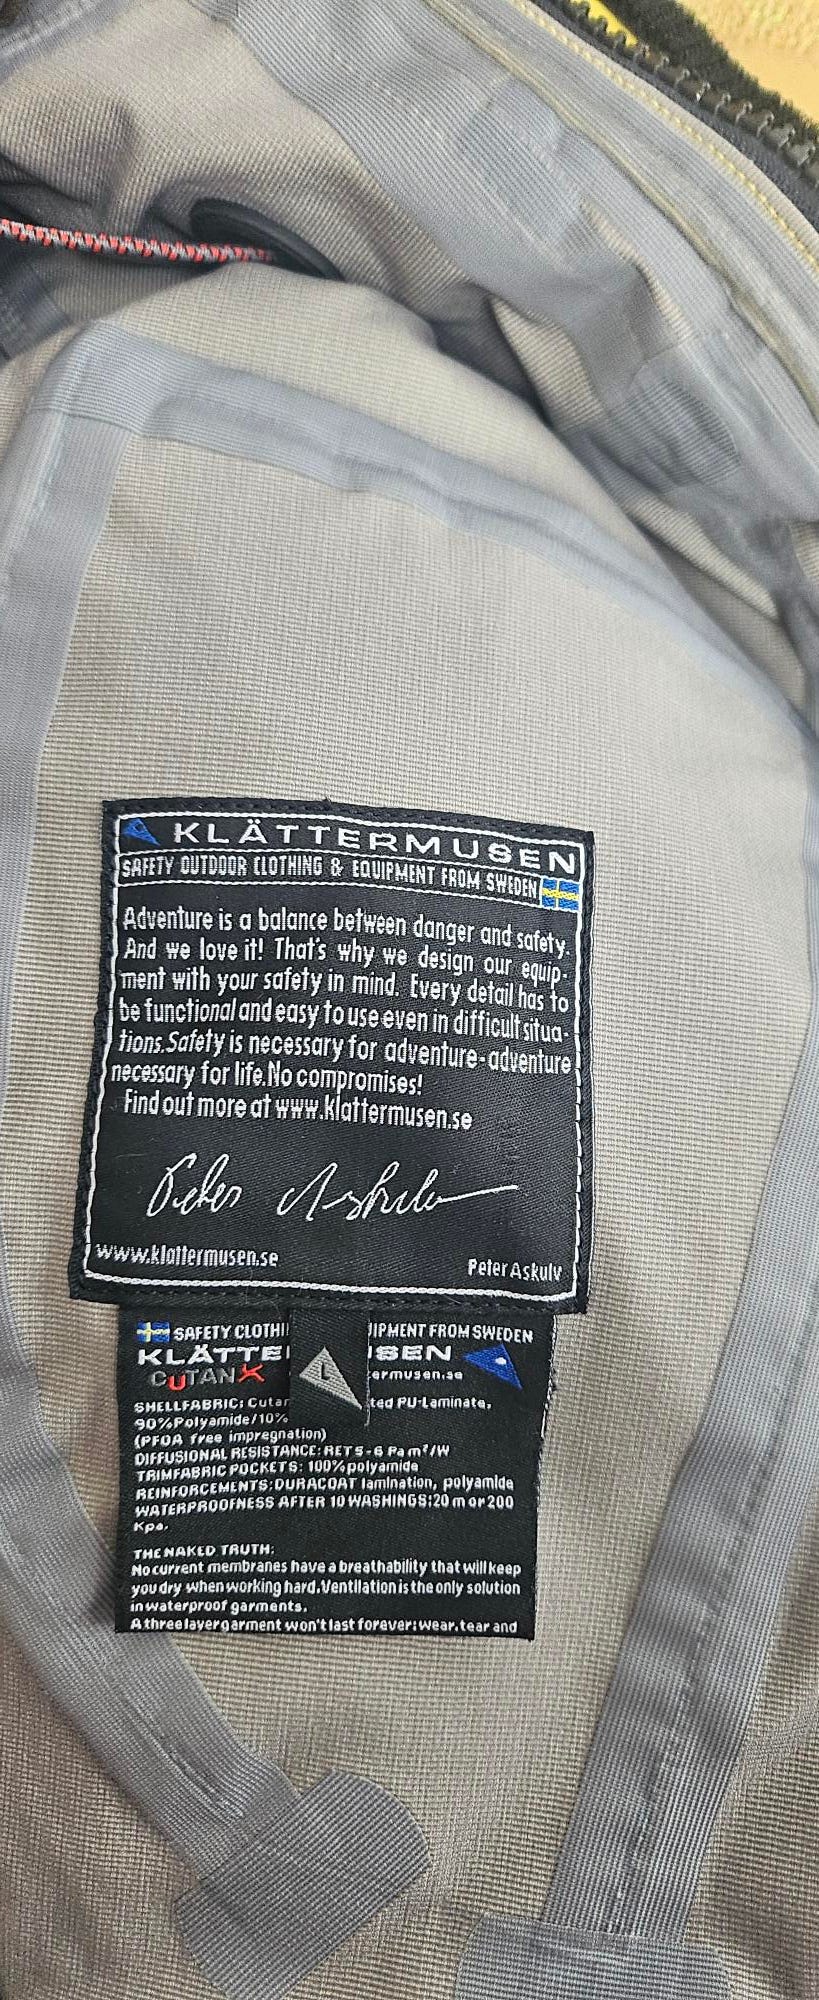 KLÄTTERMUSEN
SAFETY OUTDOOR CLOTHING & EQUIPMENT FROM SWEDEN
Adventure is a balance between danger and safety.
And we love it! That's why we design our equip-
ment with your safety in mind. Every detail has to
be functional and easy to use even in difficult situa-
tions.Safety is necessary for adventure-adventure
necessary for life.No compromises!
Find out more at www.klattermusen.se
Peter Askulv
www.klattermusen.se
Peter Askulv
SAFETY CLOTHI IPMENT FROM SWEDEN
KLÄTTE USEN
CUTAN X ermusen.se
L
SHELLFABRIC: Cutan ted PU-Laminate,
90%Polyamide/10%
(PFOA free impregnation)
DIFFUSIONAL RESISTANCE: RET 5-6 Pa m²/W
TRIMFABRIC POCKETS: 100% polyamide
REINFORCEMENTS: DURACOAT lamination, polyamide
WATERPROOFNESS AFTER 10 WASHINGS: 20 m or 200
Kpa.
THE NAKED TRUTH:
No current membranes have a breathability that will keep
you dry when working hard. Ventilation is the only solution
in waterproof garments.
A three layer garment won't last forever: wear, tear and